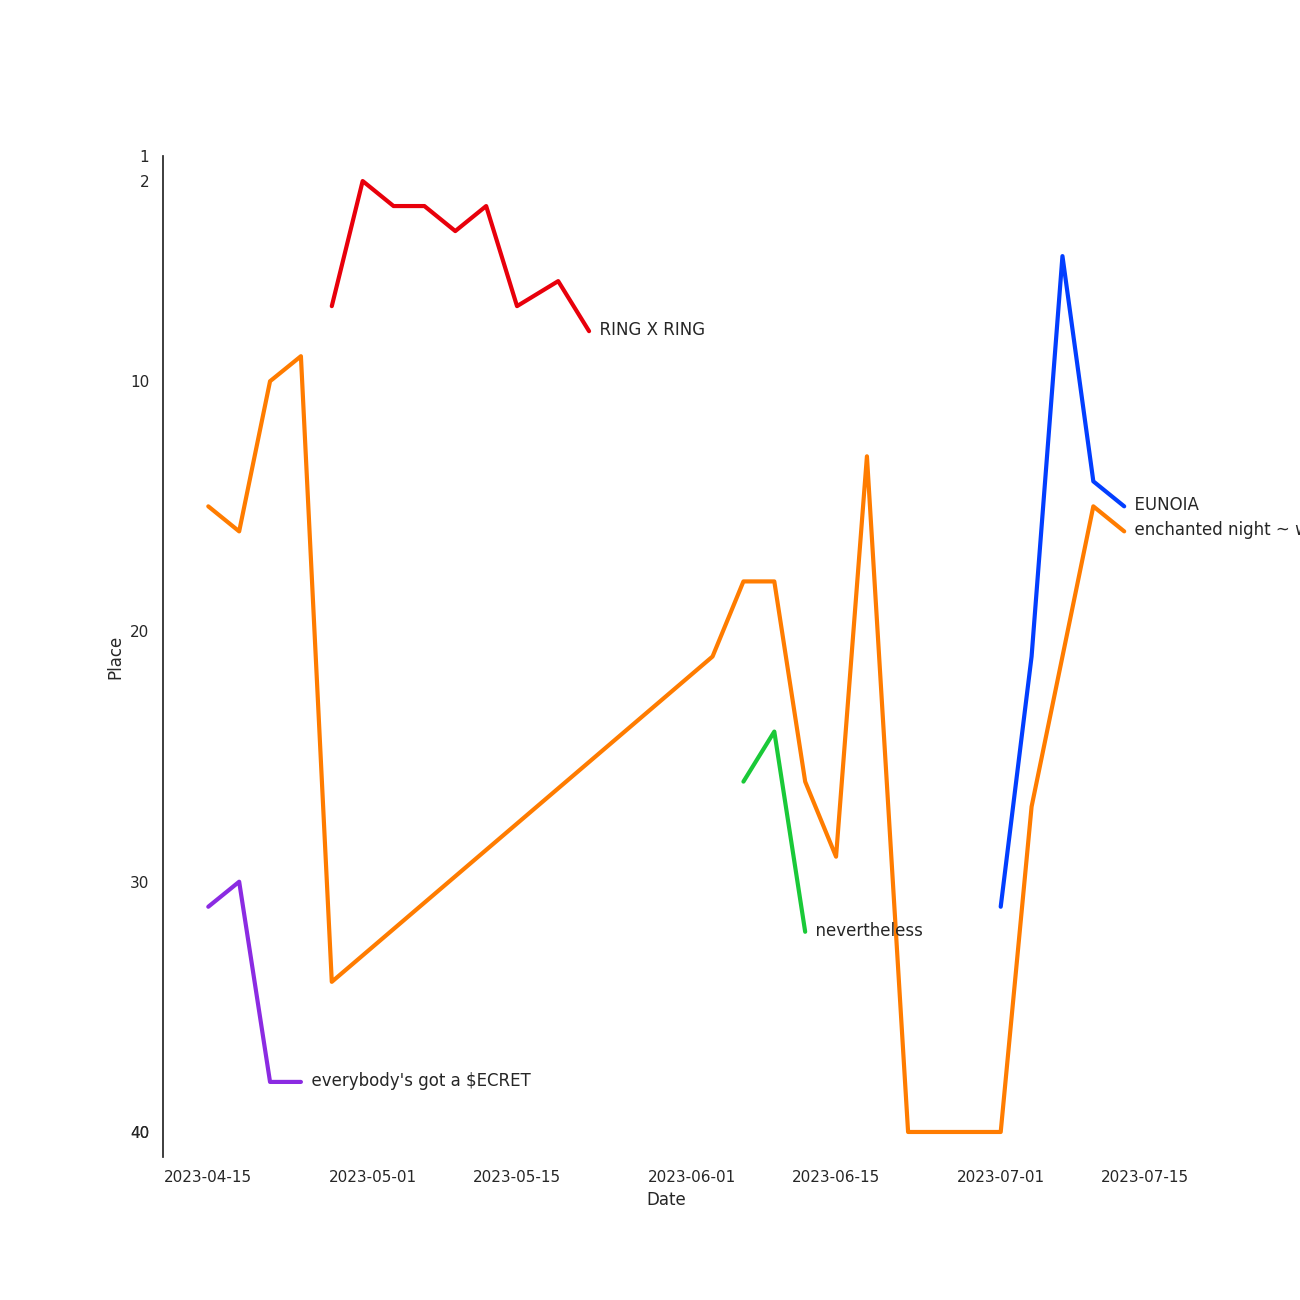 1
2
RING X RING
10
EUNOIA
enchanted night ~
20
Place
30
nevertheless
everybody's got a $ECRET
40
2023-04-15 2023-05-01 2023-05-15 2023-06-01 2023-06-15 2023-07-01 2023-07-15
Date